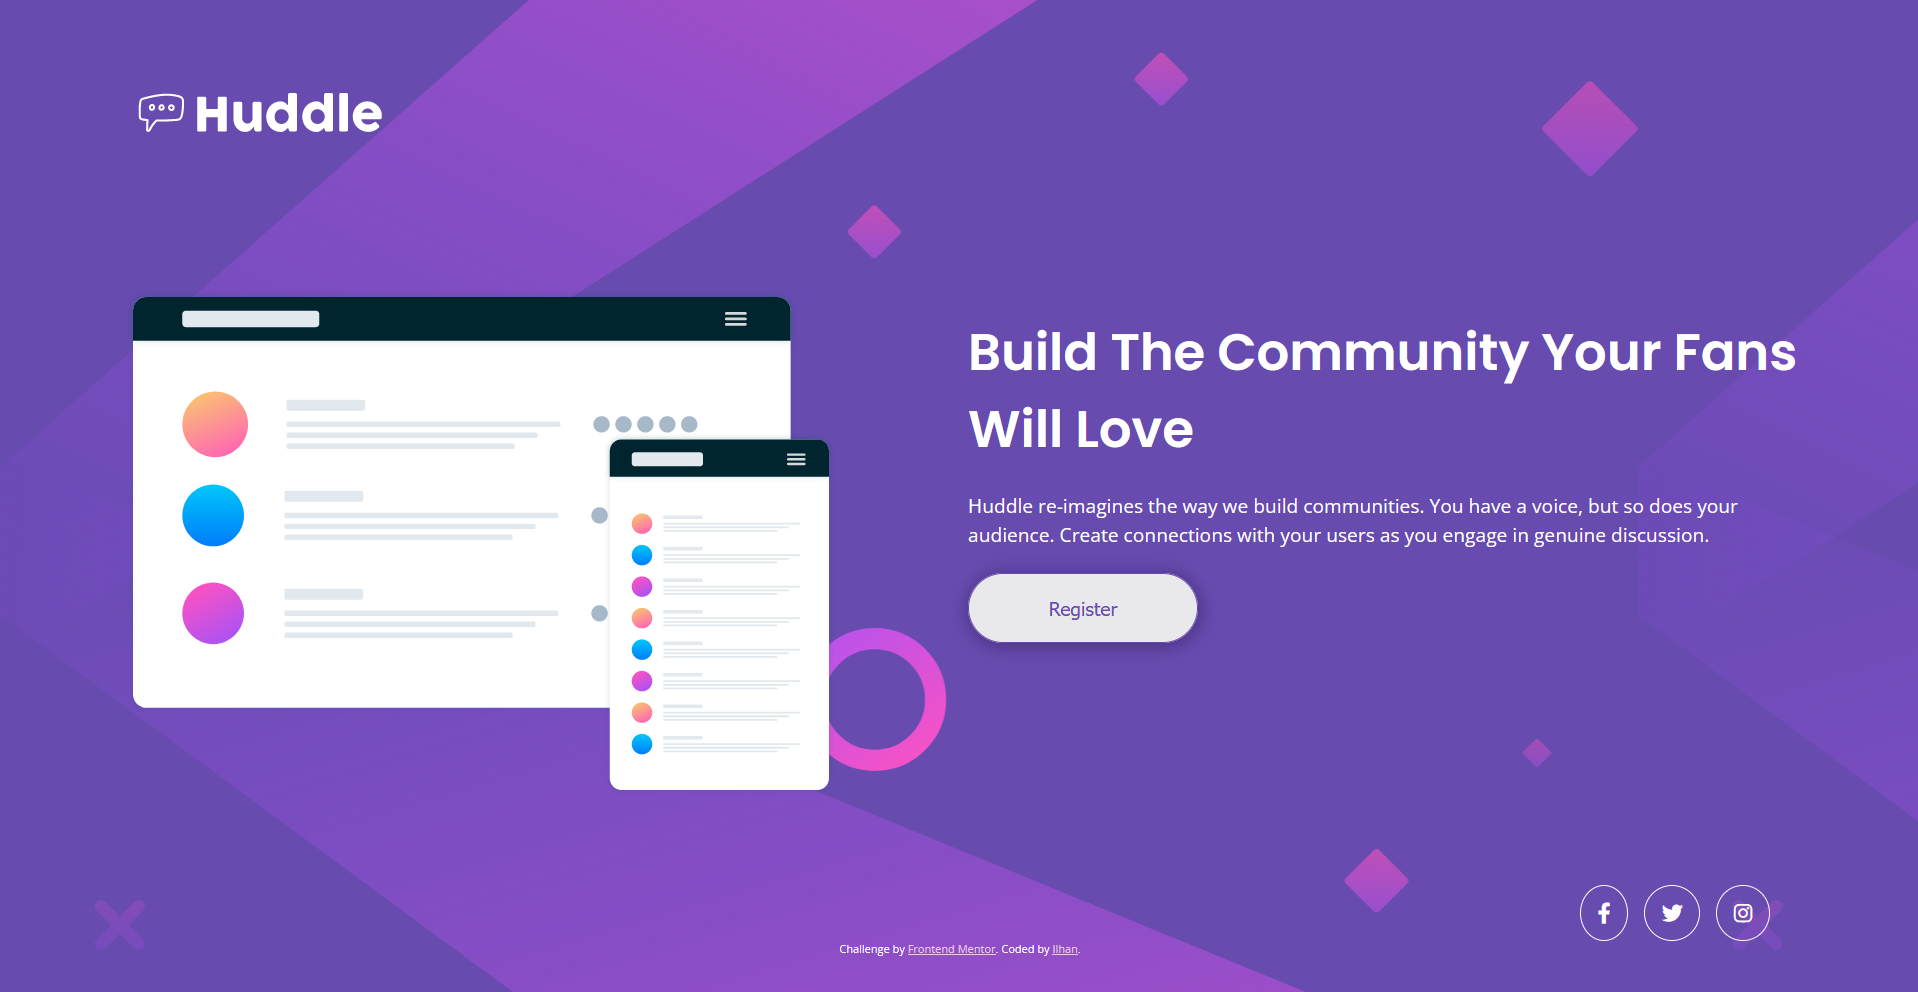 Huddle
Build The Community Your Fans
Will Love
Huddle re-imagines the way we build communities. You have a voice, but so does your
audience. Create connections with your users as you engage in genuine discussion.
Register
Challenge by Frontend Mentor. Coded by Ilhan.